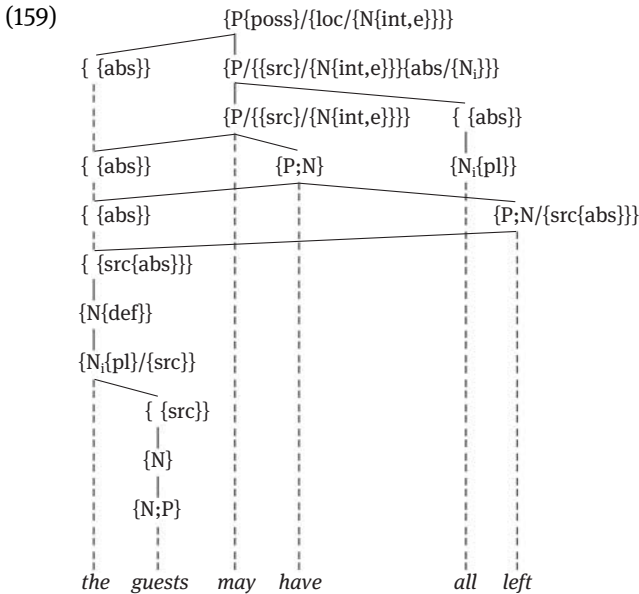 (159) {P{poss}/{loc/{N{int,e}}}}
{ {abs}} {P/{{src}/{N{int,e}}}{abs/{Nᵢ}}}
{P/{{src}/{N{int,e}}}} { {abs}}
{ {abs}} {P;N} {Nᵢ{pl}}
{ {abs}} {P;N/{src{abs}}}
{ {src{abs}}}
{N{def}}
{Nᵢ{pl}/{src}}
{ {src}}
{N}
{N;P}
the guests may have all left